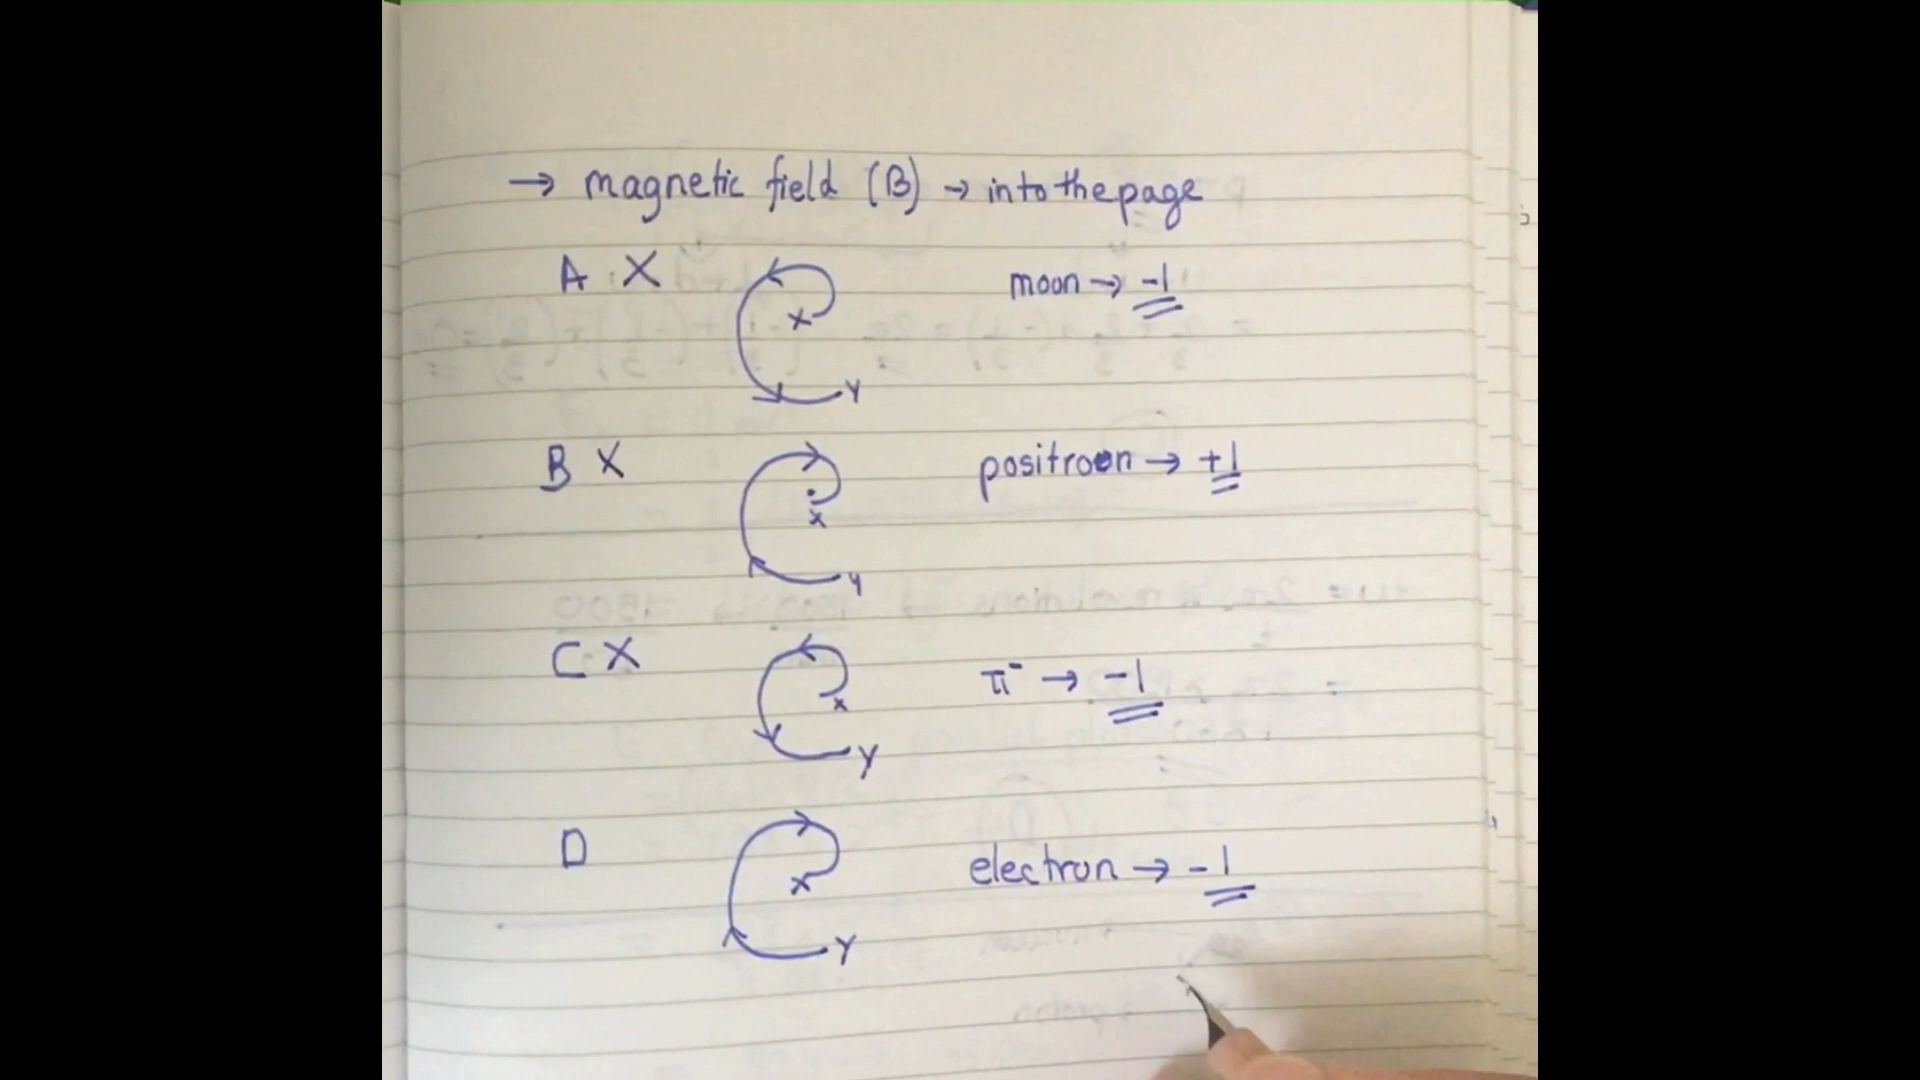 → magnetic field (B) → into the page
A X x Y moon → -1
B X x y positroen → +1
C X x y π⁻ → -1
D x Y electron → -1